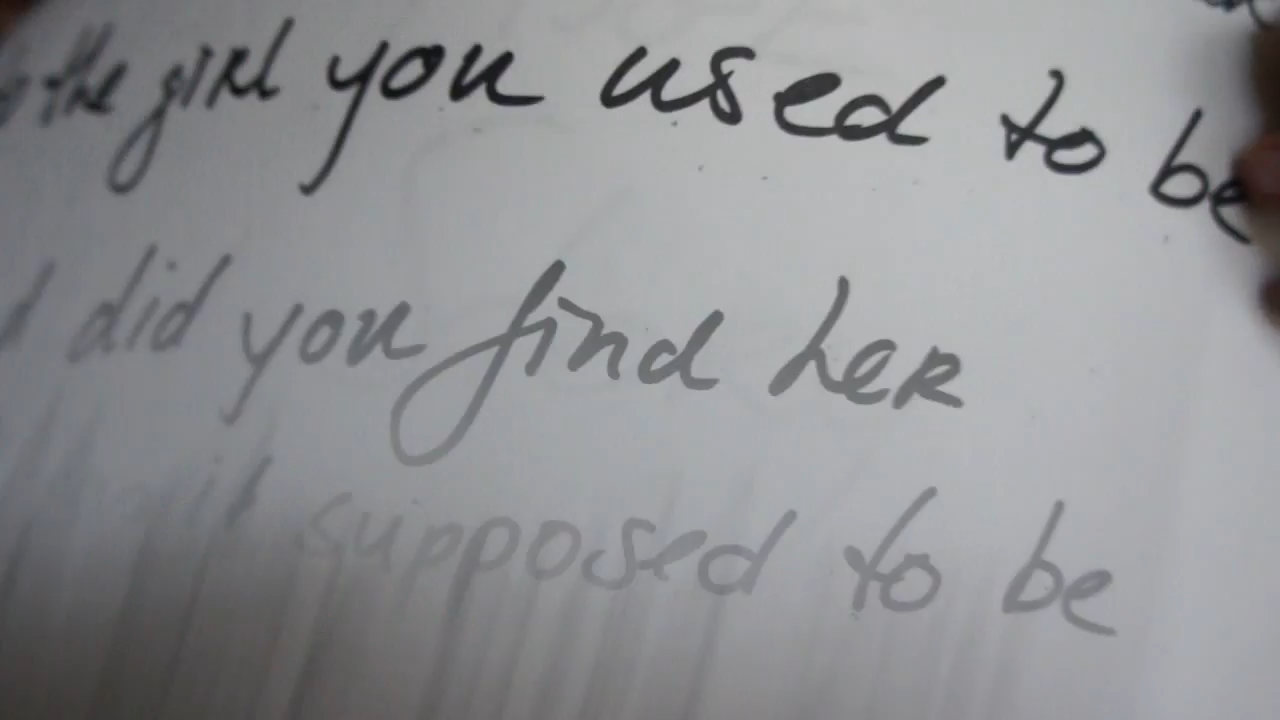 the girl you used to be
did you find her
supposed to be